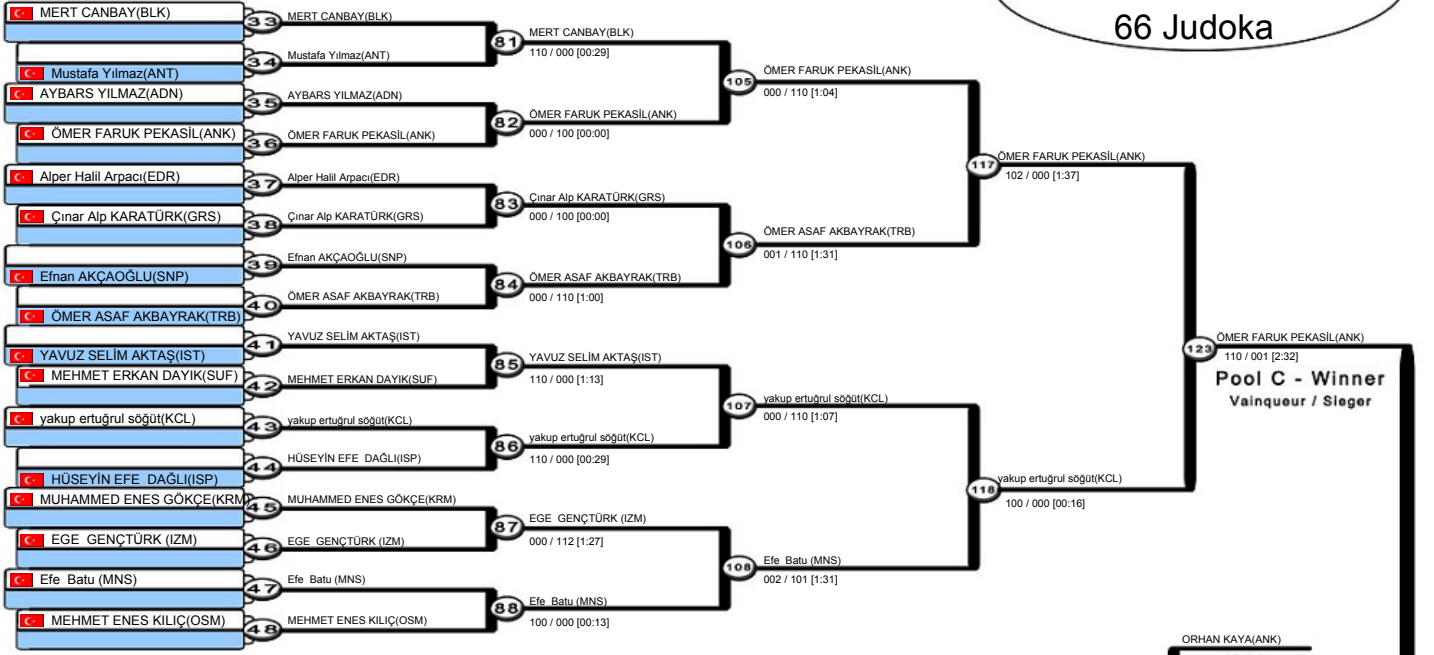 66 Judoka
MERT CANBAY(BLK)
Mustafa Yılmaz(ANT)
AYBARS YILMAZ(ADN)
ÖMER FARUK PEKASİL(ANK)
Alper Halil Arpacı(EDR)
Çınar Alp KARATÜRK(GRS)
Efnan AKÇAOĞLU(SNP)
ÖMER ASAF AKBAYRAK(TRB)
YAVUZ SELİM AKTAŞ(IST)
MEHMET ERKAN DAYIK(SUF)
yakup ertuğrul söğüt(KCL)
HÜSEYİN EFE  DAĞLI(ISP)
MUHAMMED ENES GÖKÇE(KRM)
EGE  GENÇTÜRK (IZM)
Efe  Batu (MNS)
MEHMET ENES KILIÇ(OSM)
33 MERT CANBAY(BLK)
34 Mustafa Yılmaz(ANT)
35 AYBARS YILMAZ(ADN)
36 ÖMER FARUK PEKASİL(ANK)
37 Alper Halil Arpacı(EDR)
38 Çınar Alp KARATÜRK(GRS)
39 Efnan AKÇAOĞLU(SNP)
40 ÖMER ASAF AKBAYRAK(TRB)
41 YAVUZ SELİM AKTAŞ(IST)
42 MEHMET ERKAN DAYIK(SUF)
43 yakup ertuğrul söğüt(KCL)
44 HÜSEYİN EFE  DAĞLI(ISP)
45 MUHAMMED ENES GÖKÇE(KRM)
46 EGE  GENÇTÜRK (IZM)
47 Efe  Batu (MNS)
48 MEHMET ENES KILIÇ(OSM)
81 MERT CANBAY(BLK)
110 / 000 [00:29]
82 ÖMER FARUK PEKASİL(ANK)
000 / 100 [00:00]
83 Çınar Alp KARATÜRK(GRS)
000 / 100 [00:00]
84 ÖMER ASAF AKBAYRAK(TRB)
000 / 110 [1:00]
85 YAVUZ SELİM AKTAŞ(IST)
110 / 000 [1:13]
86 yakup ertuğrul söğüt(KCL)
110 / 000 [00:29]
87 EGE  GENÇTÜRK (IZM)
000 / 112 [1:27]
88 Efe  Batu (MNS)
100 / 000 [00:13]
105 ÖMER FARUK PEKASİL(ANK)
000 / 110 [1:04]
106 ÖMER ASAF AKBAYRAK(TRB)
001 / 110 [1:31]
107 yakup ertuğrul söğüt(KCL)
000 / 110 [1:07]
108 Efe  Batu (MNS)
002 / 101 [1:31]
117 ÖMER FARUK PEKASİL(ANK)
102 / 000 [1:37]
118 yakup ertuğrul söğüt(KCL)
100 / 000 [00:16]
123 ÖMER FARUK PEKASİL(ANK)
110 / 001 [2:32]
Pool C - Winner
Vainqueur / Sieger
ORHAN KAYA(ANK)